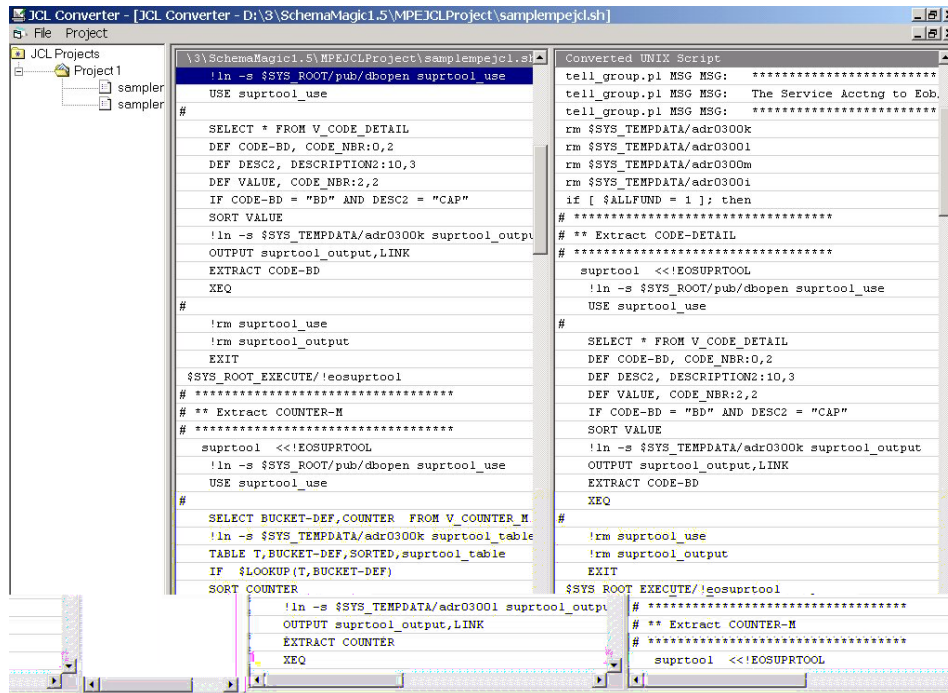 JCL Converter - [JCL Converter - D:\3\SchemaMagic1.5\MPEJCLProject\samplempejcl.sh]
File Project
JCL Projects
Project1
sampler
sampler
\3\SchemaMagic1.5\MPEJCLProject\samplempejcl.sh
!ln -s $SYS_ROOT/pub/dbopen suprtool_use
USE suprtool_use
#
SELECT * FROM V_CODE_DETAIL
DEF CODE-BD, CODE_NBR:0,2
DEF DESC2, DESCRIPTION2:10,3
DEF VALUE, CODE_NBR:2,2
IF CODE-BD = "BD" AND DESC2 = "CAP"
SORT VALUE
!ln -s $SYS_TEMPDATA/adr0300k suprtool_outpu
OUTPUT suprtool_output,LINK
EXTRACT CODE-BD
XEQ
#
!rm suprtool_use
!rm suprtool_output
EXIT
$SYS_ROOT_EXECUTE/!eosuprtool
# ***********************************
# ** Extract COUNTER-M
# ***********************************
suprtool <<!EOSUPRTOOL
!ln -s $SYS_ROOT/pub/dbopen suprtool_use
USE suprtool_use
#
SELECT BUCKET-DEF,COUNTER FROM V_COUNTER_M
!ln -s $SYS_TEMPDATA/adr0300k suprtool_table
TABLE T,BUCKET-DEF,SORTED,suprtool_table
IF $LOOKUP(T,BUCKET-DEF)
SORT COUNTER
!ln -s $SYS_TEMPDATA/adr0300l suprtool_outpu
OUTPUT suprtool_output,LINK
EXTRACT COUNTER
XEQ
Converted UNIX Script
tell_group.pl MSG MSG: *************************
tell_group.pl MSG MSG: The Service Acctng to Eob
tell_group.pl MSG MSG: *************************
rm $SYS_TEMPDATA/adr0300k
rm $SYS_TEMPDATA/adr0300l
rm $SYS_TEMPDATA/adr0300m
rm $SYS_TEMPDATA/adr0300i
if [ $ALLFUND = 1 ]; then
# ***********************************
# ** Extract CODE-DETAIL
# ***********************************
suprtool <<!EOSUPRTOOL
!ln -s $SYS_ROOT/pub/dbopen suprtool_use
USE suprtool_use
#
SELECT * FROM V_CODE_DETAIL
DEF CODE-BD, CODE_NBR:0,2
DEF DESC2, DESCRIPTION2:10,3
DEF VALUE, CODE_NBR:2,2
IF CODE-BD = "BD" AND DESC2 = "CAP"
SORT VALUE
!ln -s $SYS_TEMPDATA/adr0300k suprtool_output
OUTPUT suprtool_output,LINK
EXTRACT CODE-BD
XEQ
#
!rm suprtool_use
!rm suprtool_output
EXIT
$SYS_ROOT_EXECUTE/!eosuprtool
# ***********************************
# ** Extract COUNTER-M
# ***********************************
suprtool <<!EOSUPRTOOL